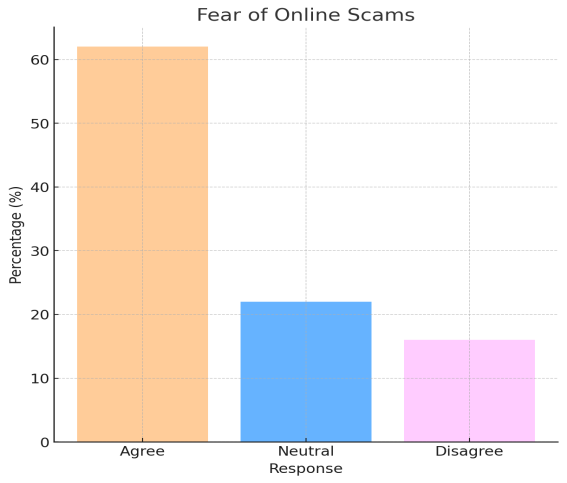 Fear of Online Scams
Percentage (%)
60
50
40
30
20
10
0
Agree
Neutral
Disagree
Response